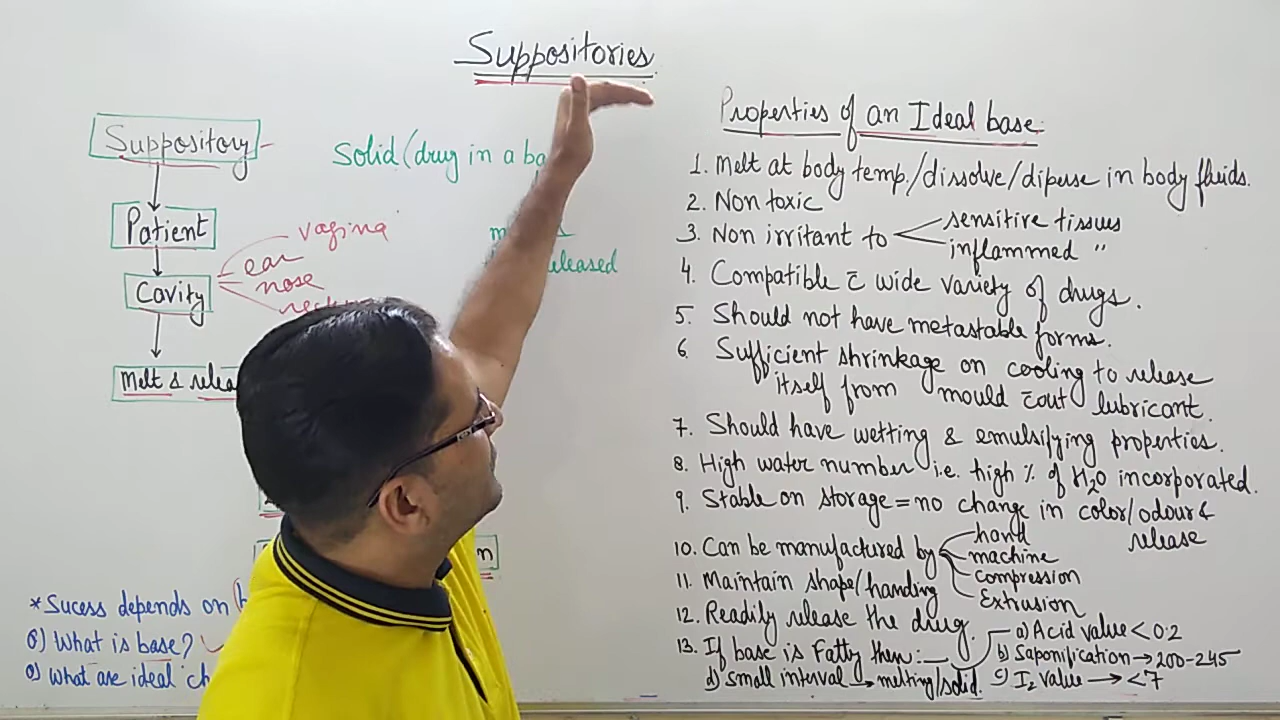 Suppositories
Suppository
Patient
Cavity
vagina
ear
nose
Melt &
Solid (drug in a
* Sucess depends on
Q) What is base?
Q) What are ideal
Properties of an Ideal base.
1. Melt at body temp./dissolve/diperse in body fluids.
2. Non toxic
3. Non irritant to
sensitive tissues
inflammed "
4. Compatible c̄ wide variety of drugs.
5. Should not have metastable forms.
6. Sufficient shrinkage on cooling to release
itself from mould c̄out lubricant.
7. Should have wetting & emulsifying properties.
8. High water number i.e. high % of H₂O incorporated.
9. Stable on storage = no change in color/odour &
release
10. Can be manufactured by
hand
machine
compression
Extrusion
11. Maintain shape/handing
12. Readily release the drug.
13. If base is Fatty then:—
a) Acid value < 0.2
b) Saponification → 200-245
c) I₂ value → < 7
d) Small interval → melting/solid.